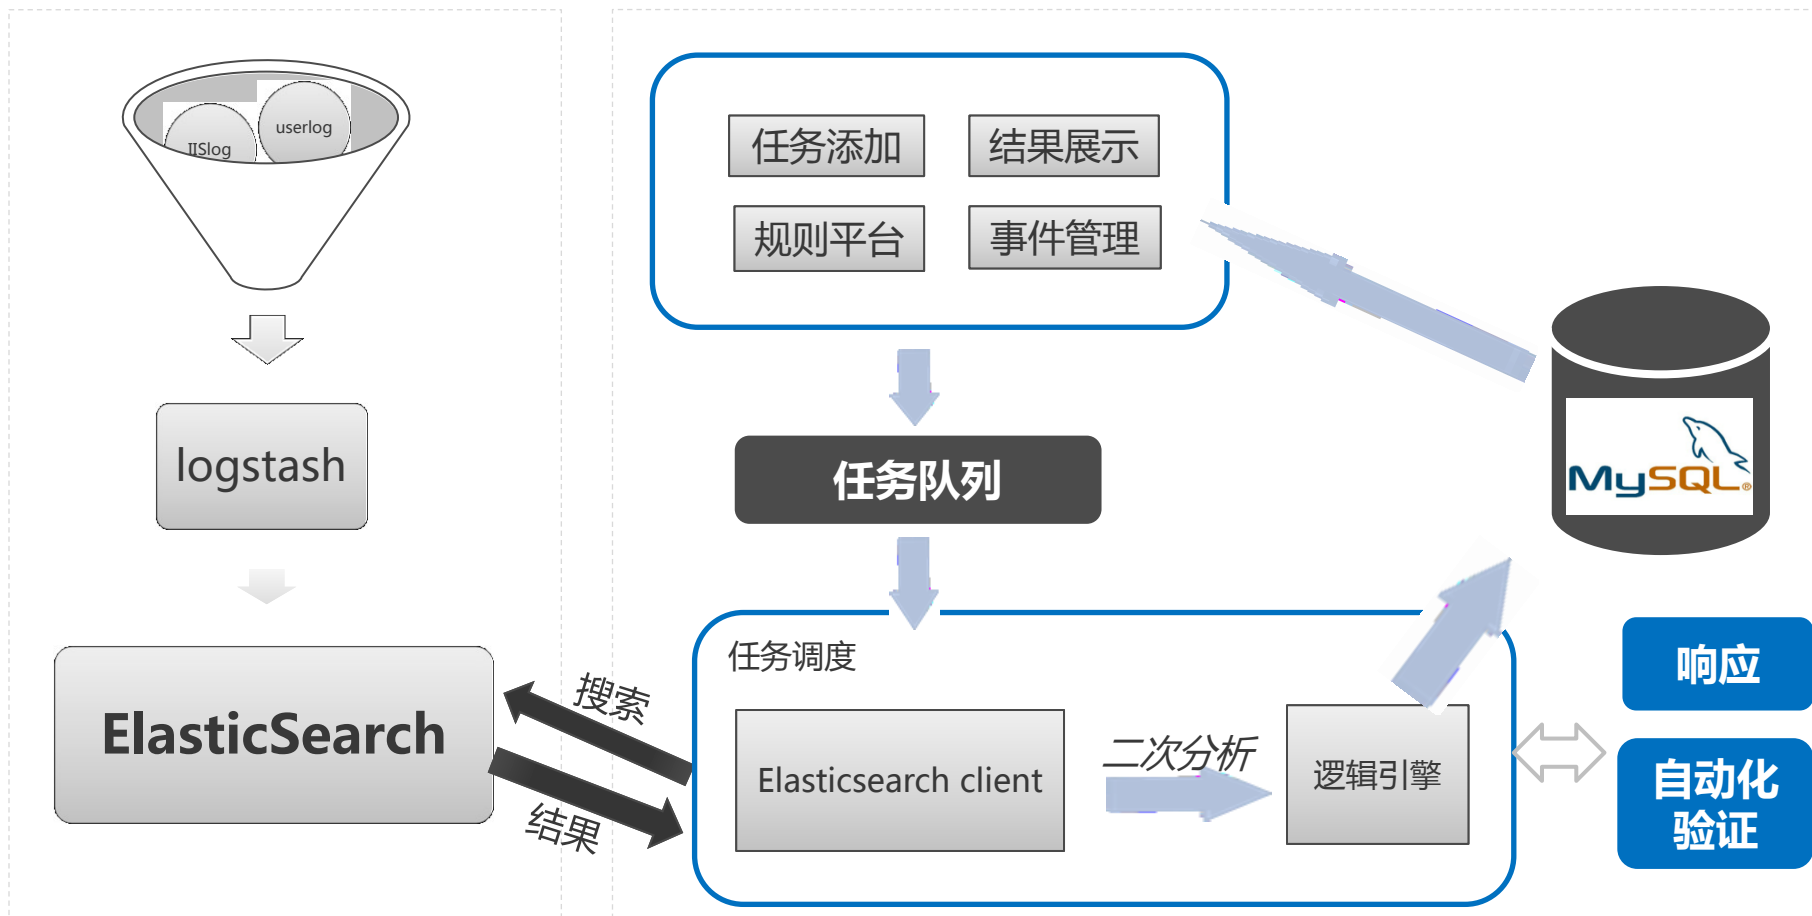 userlog
IISlog
logstash
ElasticSearch
任务添加
结果展示
规则平台
事件管理
任务队列
MySQL®
任务调度
搜索
结果
Elasticsearch client
二次分析
逻辑引擎
响应
自动化
验证